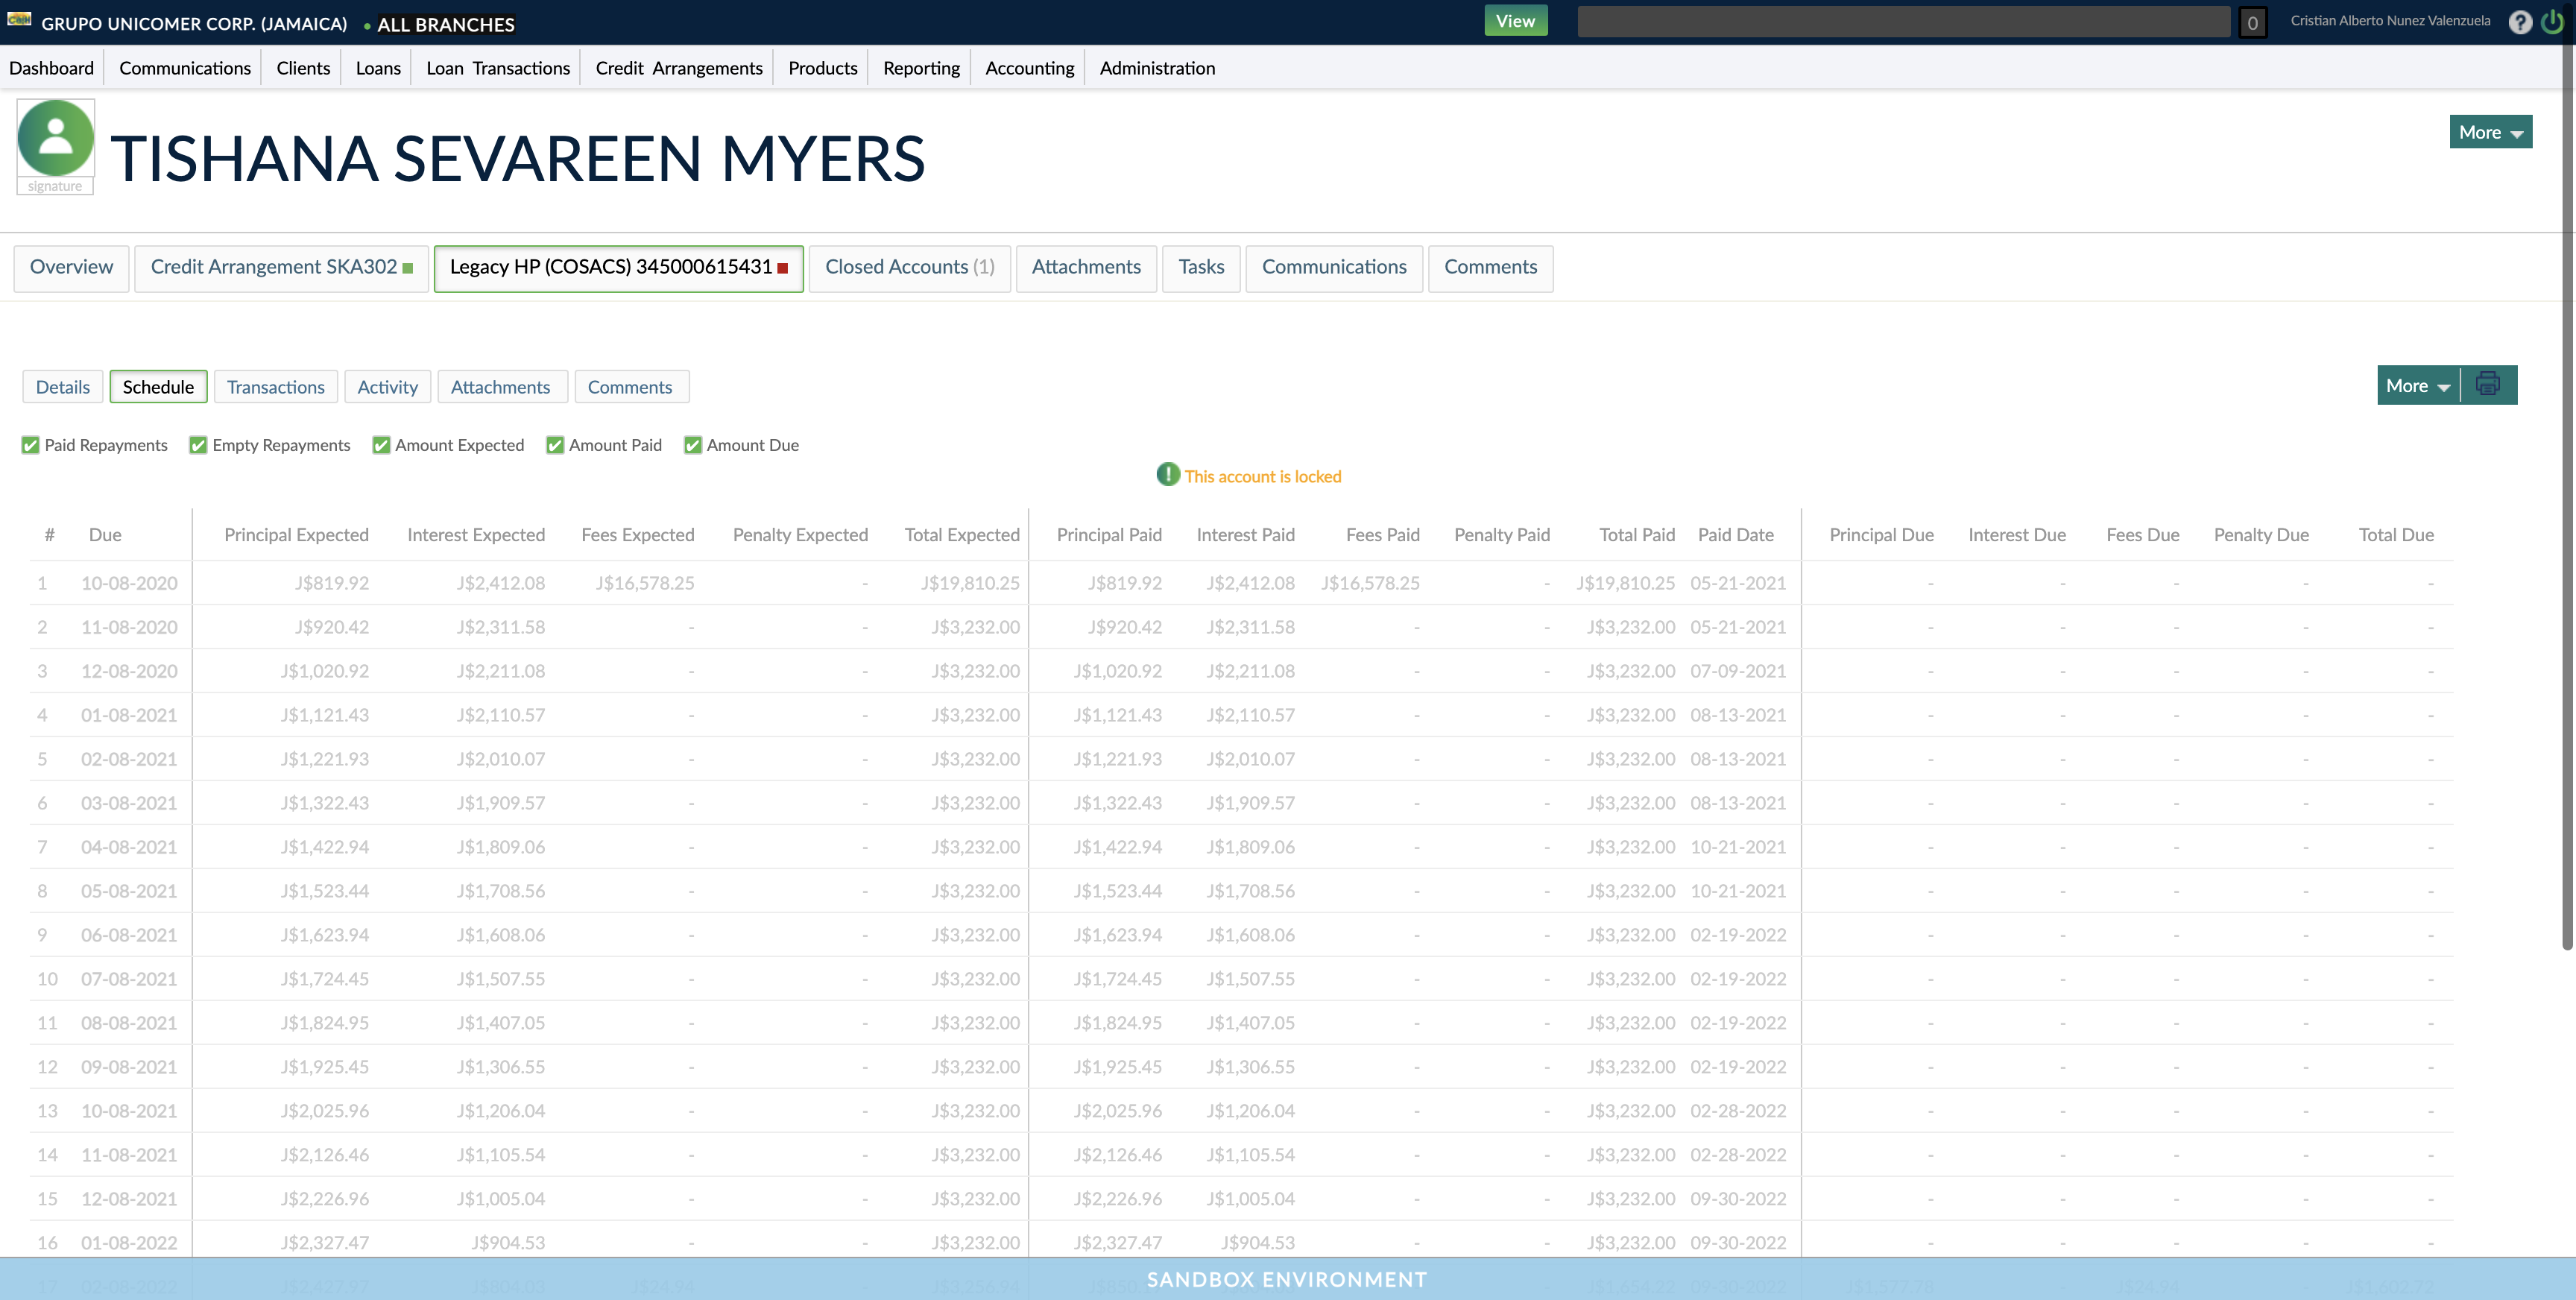 GRUPO UNICOMER CORP. (JAMAICA) • ALL BRANCHES View 0 Cristian Alberto Nunez Valenzuela ?
Dashboard Communications Clients Loans Loan Transactions Credit Arrangements Products Reporting Accounting Administration
TISHANA SEVAREEN MYERS More
signature
Overview Credit Arrangement SKA302 Legacy HP (COSACS) 345000615431 Closed Accounts (1) Attachments Tasks Communications Comments
Details Schedule Transactions Activity Attachments Comments More
Paid Repayments Empty Repayments Amount Expected Amount Paid Amount Due
! This account is locked
# Due Principal Expected Interest Expected Fees Expected Penalty Expected Total Expected Principal Paid Interest Paid Fees Paid Penalty Paid Total Paid Paid Date Principal Due Interest Due Fees Due Penalty Due Total Due
1 10-08-2020 J$819.92 J$2,412.08 J$16,578.25 - J$19,810.25 J$819.92 J$2,412.08 J$16,578.25 - J$19,810.25 05-21-2021 - - - - -
2 11-08-2020 J$920.42 J$2,311.58 - - J$3,232.00 J$920.42 J$2,311.58 - - J$3,232.00 05-21-2021 - - - - -
3 12-08-2020 J$1,020.92 J$2,211.08 - - J$3,232.00 J$1,020.92 J$2,211.08 - - J$3,232.00 07-09-2021 - - - - -
4 01-08-2021 J$1,121.43 J$2,110.57 - - J$3,232.00 J$1,121.43 J$2,110.57 - - J$3,232.00 08-13-2021 - - - - -
5 02-08-2021 J$1,221.93 J$2,010.07 - - J$3,232.00 J$1,221.93 J$2,010.07 - - J$3,232.00 08-13-2021 - - - - -
6 03-08-2021 J$1,322.43 J$1,909.57 - - J$3,232.00 J$1,322.43 J$1,909.57 - - J$3,232.00 08-13-2021 - - - - -
7 04-08-2021 J$1,422.94 J$1,809.06 - - J$3,232.00 J$1,422.94 J$1,809.06 - - J$3,232.00 10-21-2021 - - - - -
8 05-08-2021 J$1,523.44 J$1,708.56 - - J$3,232.00 J$1,523.44 J$1,708.56 - - J$3,232.00 10-21-2021 - - - - -
9 06-08-2021 J$1,623.94 J$1,608.06 - - J$3,232.00 J$1,623.94 J$1,608.06 - - J$3,232.00 02-19-2022 - - - - -
10 07-08-2021 J$1,724.45 J$1,507.55 - - J$3,232.00 J$1,724.45 J$1,507.55 - - J$3,232.00 02-19-2022 - - - - -
11 08-08-2021 J$1,824.95 J$1,407.05 - - J$3,232.00 J$1,824.95 J$1,407.05 - - J$3,232.00 02-19-2022 - - - - -
12 09-08-2021 J$1,925.45 J$1,306.55 - - J$3,232.00 J$1,925.45 J$1,306.55 - - J$3,232.00 02-19-2022 - - - - -
13 10-08-2021 J$2,025.96 J$1,206.04 - - J$3,232.00 J$2,025.96 J$1,206.04 - - J$3,232.00 02-28-2022 - - - - -
14 11-08-2021 J$2,126.46 J$1,105.54 - - J$3,232.00 J$2,126.46 J$1,105.54 - - J$3,232.00 02-28-2022 - - - - -
15 12-08-2021 J$2,226.96 J$1,005.04 - - J$3,232.00 J$2,226.96 J$1,005.04 - - J$3,232.00 09-30-2022 - - - - -
16 01-08-2022 J$2,327.47 J$904.53 - - J$3,232.00 J$2,327.47 J$904.53 - - J$3,232.00 09-30-2022 - - - - -
17 02-08-2022 J$2,427.97 J$804.03 J$24.94 J$3,256.94 J$1,654.22 09-30-2022 J$1,577.78 J$24.94 J$1,602.72
SANDBOX ENVIRONMENT